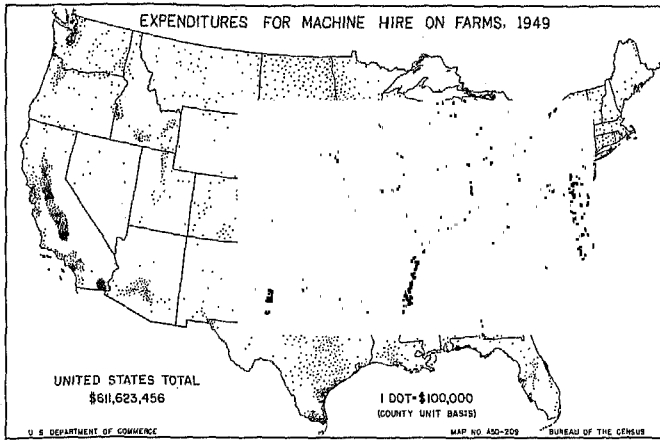 EXPENDITURES FOR MACHINE HIRE ON FARMS, 1949
UNITED STATES TOTAL
$611,623,456
1 DOT=$100,000
(COUNTY UNIT BASIS)
U S DEPARTMENT OF COMMERCE
MAP NO. A50-209
BUREAU OF THE CENSUS